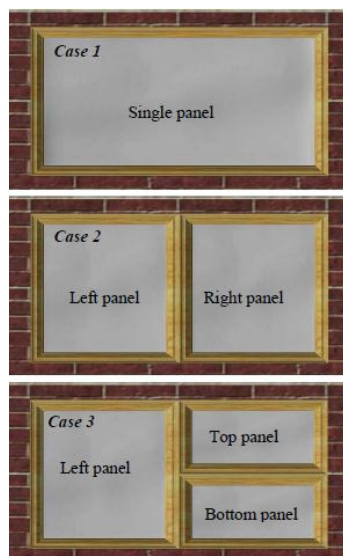 Case 1
Single panel
Case 2
Left panel
Right panel
Case 3
Left panel
Top panel
Bottom panel